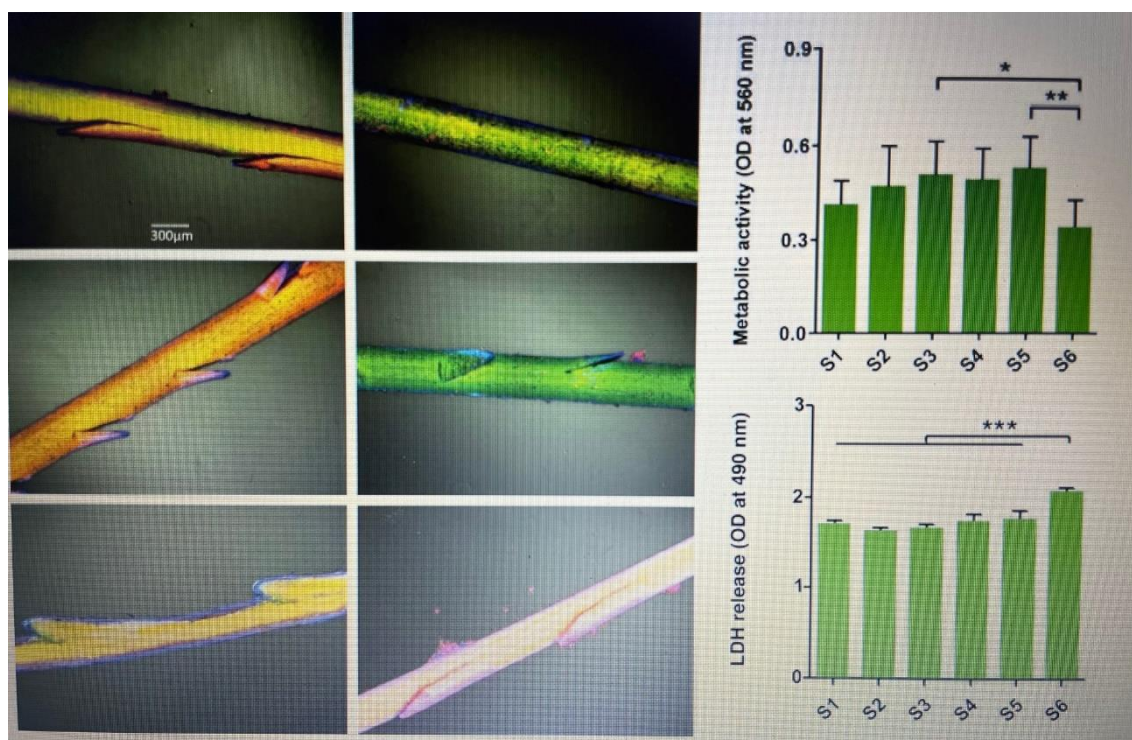 300μm
Metabolic activity (OD at 560 nm)
0.9
0.6
0.3
0.0
*
**
S1 S2 S3 S4 S5 S6
LDH release (OD at 490 nm)
3
2
1
0
***
S1 S2 S3 S4 S5 S6